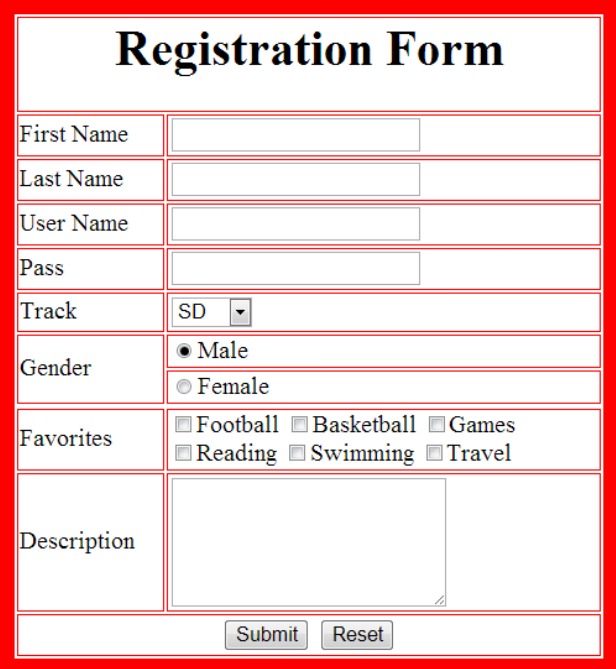 Registration Form
First Name
Last Name
User Name
Pass
Track SD
Gender Male
Female
Favorites Football Basketball Games
Reading Swimming Travel
Description
Submit Reset